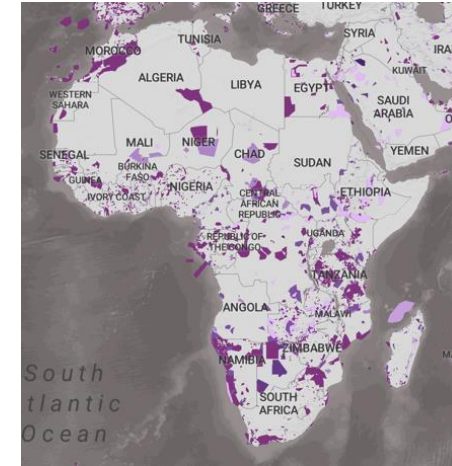 GREECE
TURKEY
SYRIA
TUNISIA
MOROCCO
IRA
KUWAIT
ALGERIA
LIBYA
EGYPT
WESTERN
SAHARA
SAUDI
ARABIA
O
MALI
NIGER
CHAD
SUDAN
YEMEN
SENEGAL
BURKINA
FASO
GUINEA
NIGERIA
IVORY COAST
CENTRAL
AFRICAN
REPUBLIC
ETHIOPIA
REPUBLIC OF
THE CONGO
UGANDA
TANZANIA
ANGOLA
MALAWI
ZIMBABWE
NAMIBIA
MA
SOUTH
AFRICA
South
tlantic
Ocean